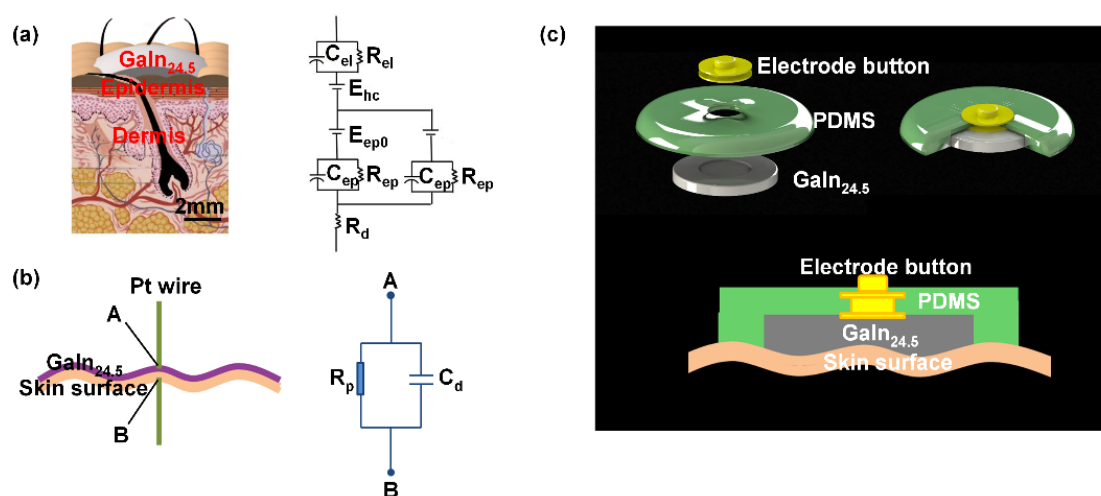 (a)
GaIn24.5
Epidermis
Dermis
2mm
Cel
Rel
Ehc
Eep0
Cep
Rep
Cep
Rep
Rd
(b)
Pt wire
A
GaIn24.5
Skin surface
B
A
Rp
Cd
B
(c)
Electrode button
PDMS
GaIn24.5
Electrode button
PDMS
GaIn24.5
Skin surface